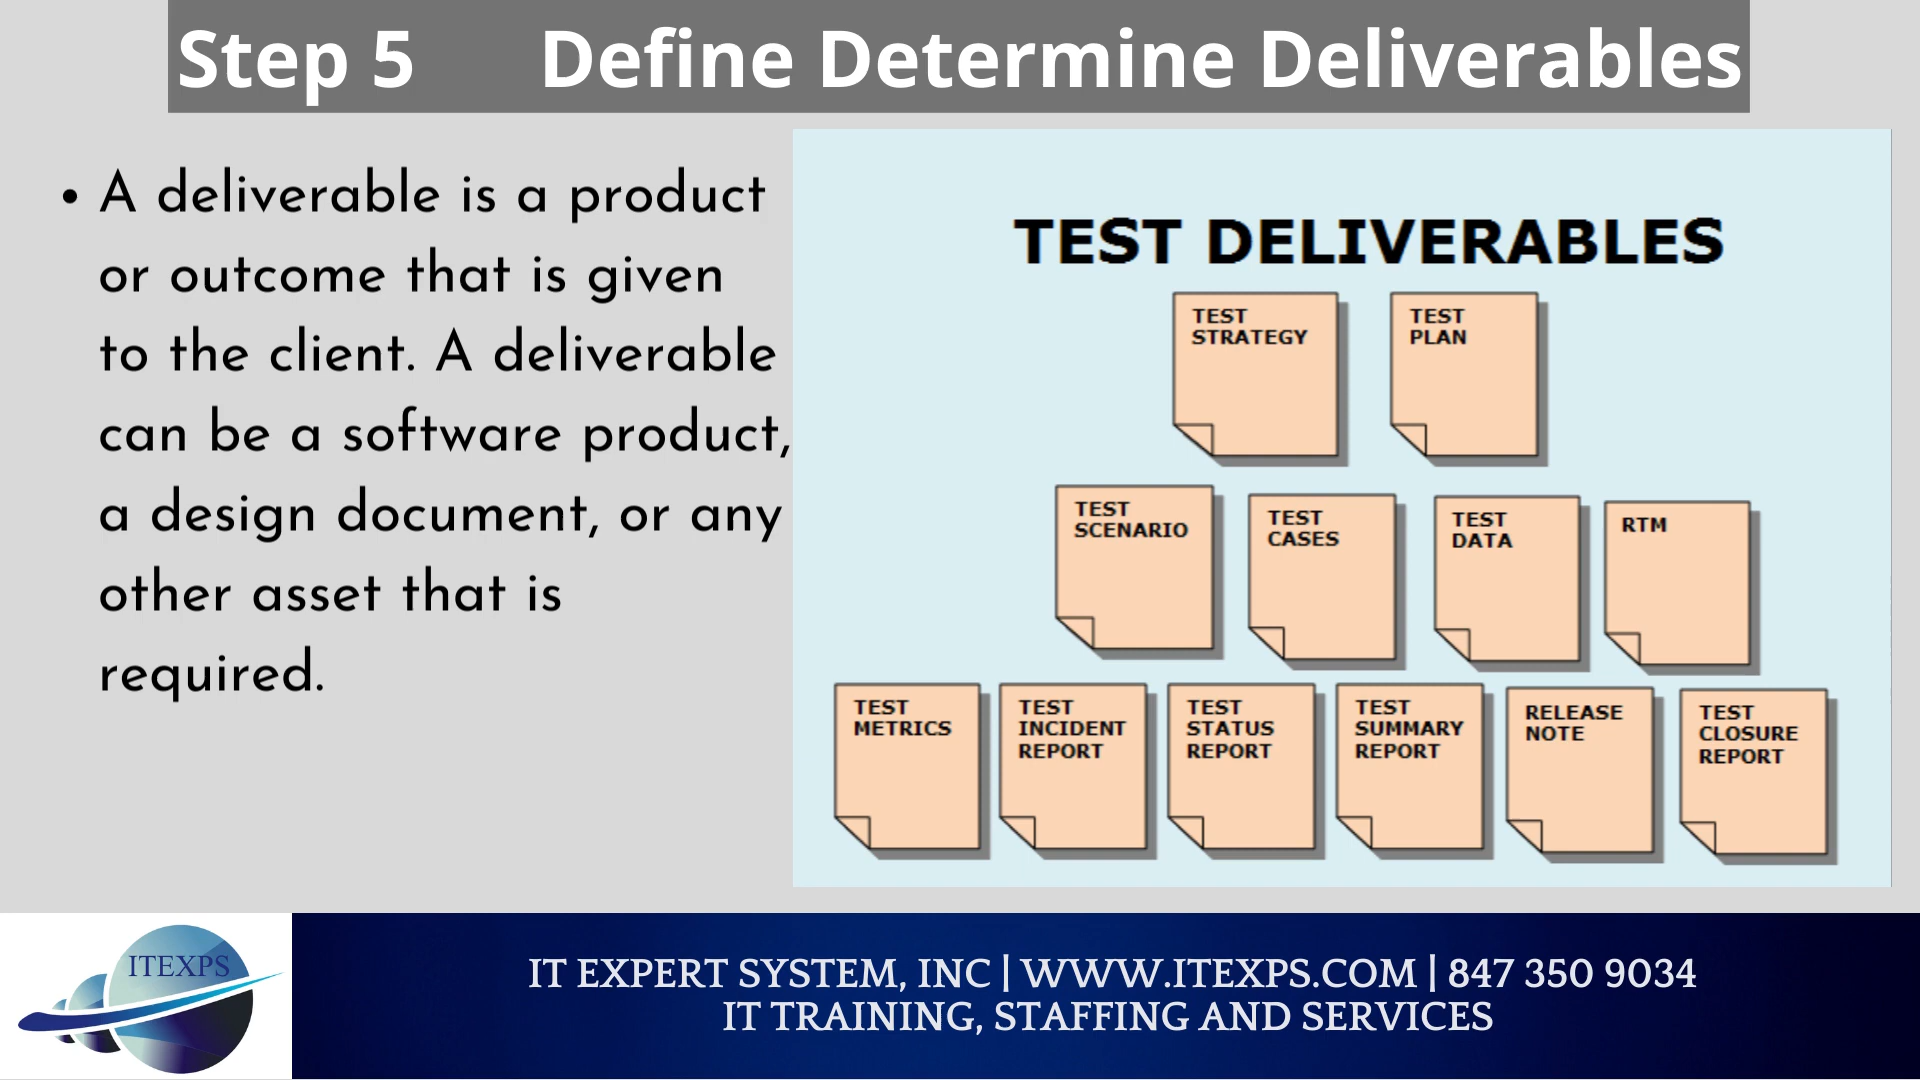 Step 5 Define Determine Deliverables
• A deliverable is a product
or outcome that is given
to the client. A deliverable
can be a software product,
a design document, or any
other asset that is
required.
TEST DELIVERABLES
TEST
STRATEGY
TEST
PLAN
TEST
SCENARIO
TEST
CASES
TEST
DATA
RTM
TEST
METRICS
TEST
INCIDENT
REPORT
TEST
STATUS
REPORT
TEST
SUMMARY
REPORT
RELEASE
NOTE
TEST
CLOSURE
REPORT
ITEXPS
IT EXPERT SYSTEM, INC | WWW.ITEXPS.COM | 847 350 9034
IT TRAINING, STAFFING AND SERVICES